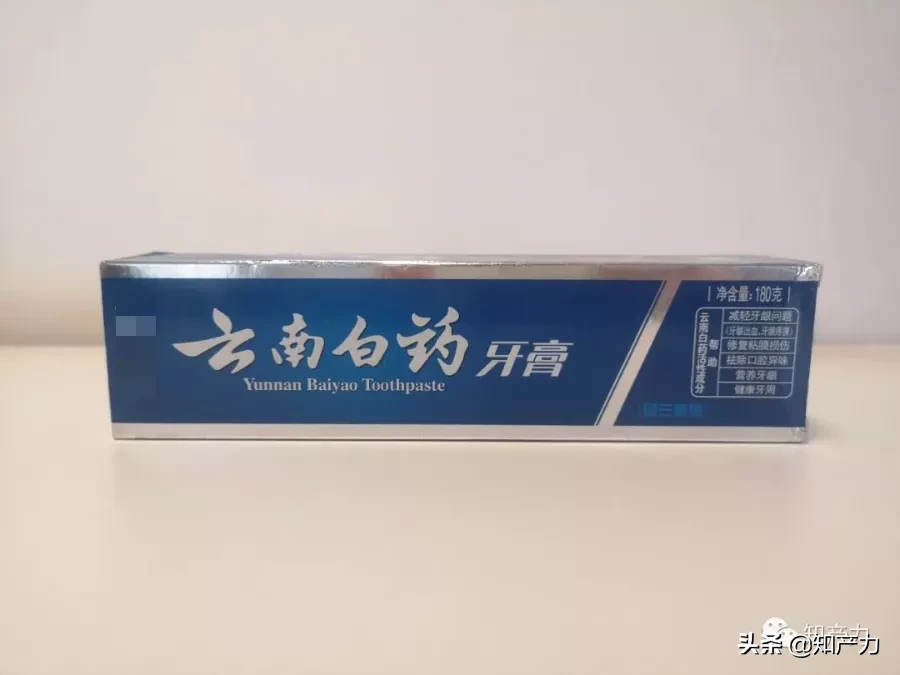 云南白药 牙膏
Yunnan Baiyao Toothpaste
净含量:180克
云南白药活性成分
帮助
减轻牙龈问题
(牙龈出血、牙龈疼痛)
修复粘膜损伤
祛除口腔异味
营养牙龈
健康牙周
知产力
头条 @知产力